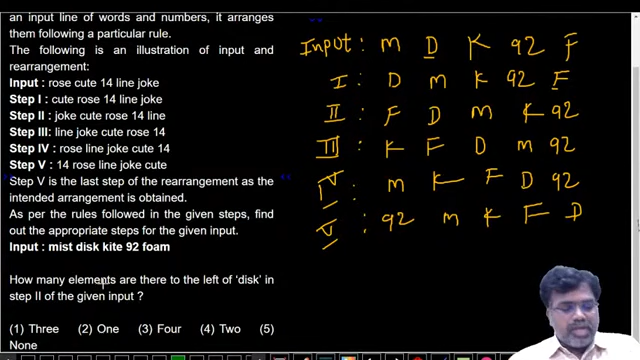 an input line of words and numbers, it arranges
them following a particular rule.
The following is an illustration of input and
rearrangement:
Input: rose cute 14 line joke
Step I: cute rose 14 line joke
Step II: joke cute rose 14 line
Step III: line joke cute rose 14
Step IV: rose line joke cute 14
Step V: 14 rose line joke cute
Step V is the last step of the rearrangement as the
intended arrangement is obtained.
As per the rules followed in the given steps, find
out the appropriate steps for the given input.
Input: mist disk kite 92 foam
How many elements are there to the left of 'disk' in
step II of the given input ?
(1) Three (2) One (3) Four (4) Two (5)
None
Input: M D K 92 F
I: D M K 92 F
II: F D M K 92
III: K F D M 92
IV: M K F D 92
V: 92 M K F D